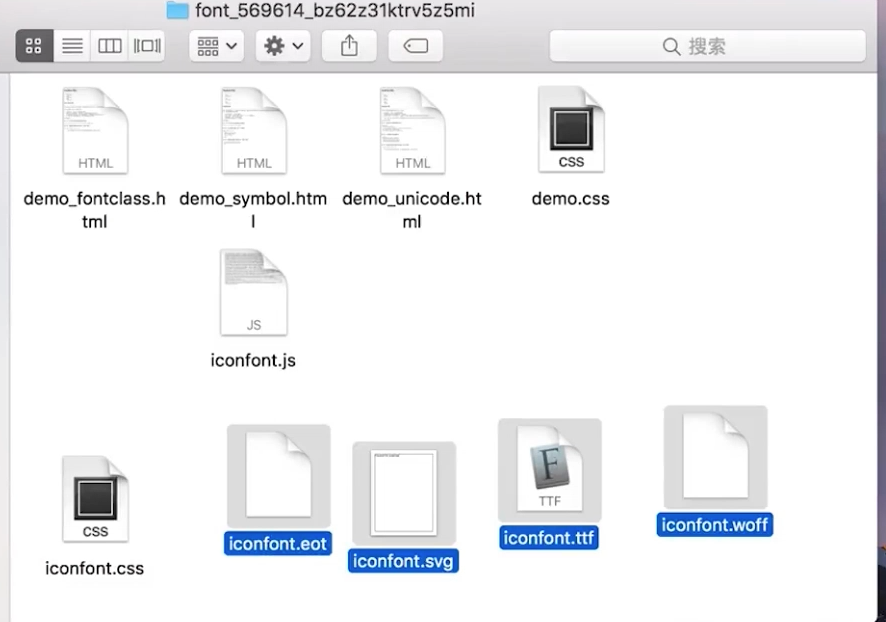 font_569614_bz62z31ktrv5z5mi
搜索
HTML
HTML
HTML
CSS
demo_fontclass.h
tml
demo_symbol.htm
l
demo_unicode.ht
ml
demo.css
JS
iconfont.js
CSS
iconfont.css
iconfont.eot
iconfont.svg
F
TTF
iconfont.ttf
iconfont.woff